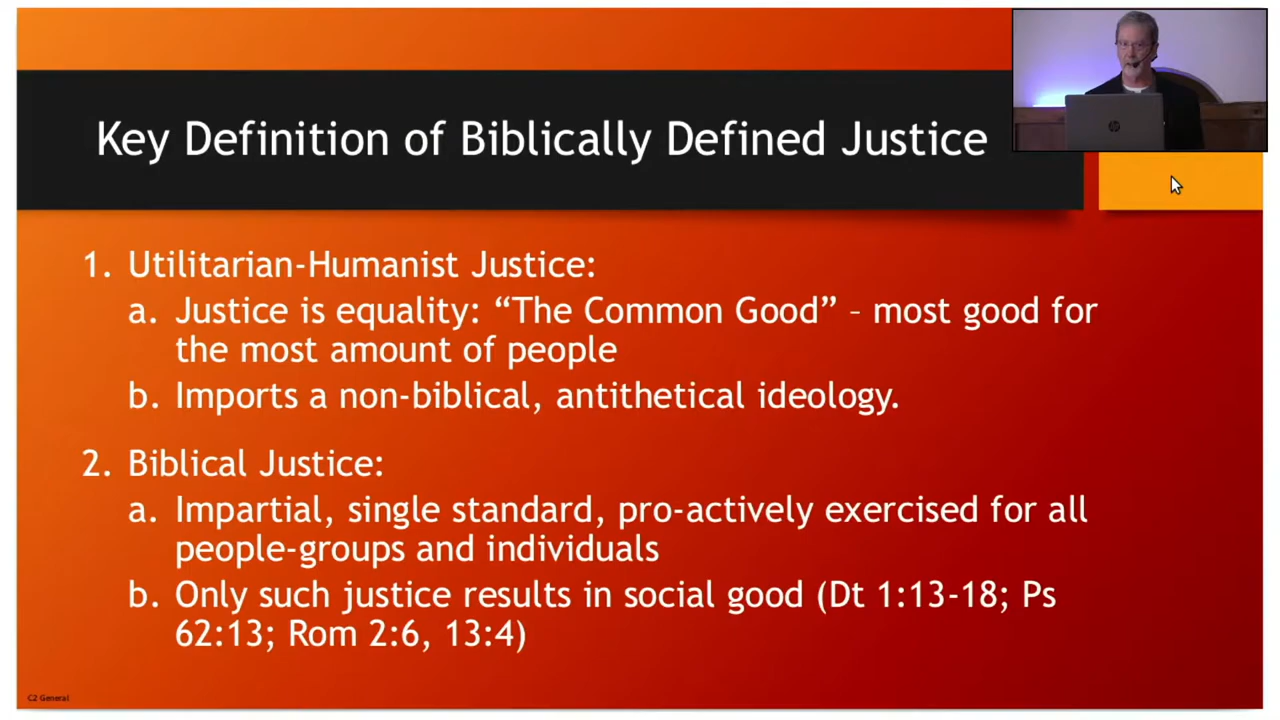 Key Definition of Biblically Defined Justice
1. Utilitarian-Humanist Justice:
a. Justice is equality: “The Common Good” – most good for
the most amount of people
b. Imports a non-biblical, antithetical ideology.
2. Biblical Justice:
a. Impartial, single standard, pro-actively exercised for all
people-groups and individuals
b. Only such justice results in social good (Dt 1:13-18; Ps
62:13; Rom 2:6, 13:4)
C2 General